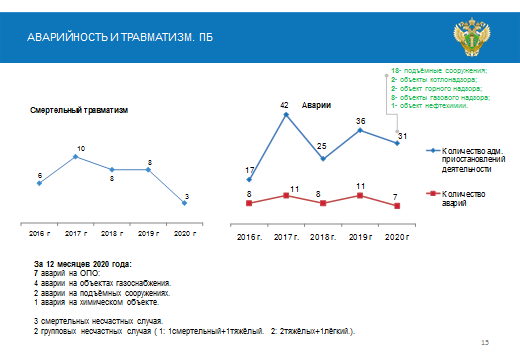 АВАРИЙНОСТЬ И ТРАВМАТИЗМ. ПБ
18- подъёмные сооружения;
2- объекты котлонадзора;
2- объект горного надзора;
8- объекты газового надзора;
1- объект нефтехимии.
Смертельный травматизм
6
10
8
8
3
2016 г
2017 г
2018 г
2019 г
2020 г
Аварии
17
42
25
36
31
8
11
8
11
7
2016 г.
2017 г.
2018 г.
2019 г
2020 г
Количество адм.
приостановлений
деятельности
Количество
аварий
За 12 месяцев 2020 года:
7 аварий на ОПО:
4 аварии на объектах газоснабжения.
2 аварии на подъёмных сооружениях.
1 авария на химическом объекте.
3 смертельных несчастных случая.
2 групповых несчастных случая ( 1: 1смертельный+1тяжёлый. 2: 2тяжёлых+1лёгкий.).
15